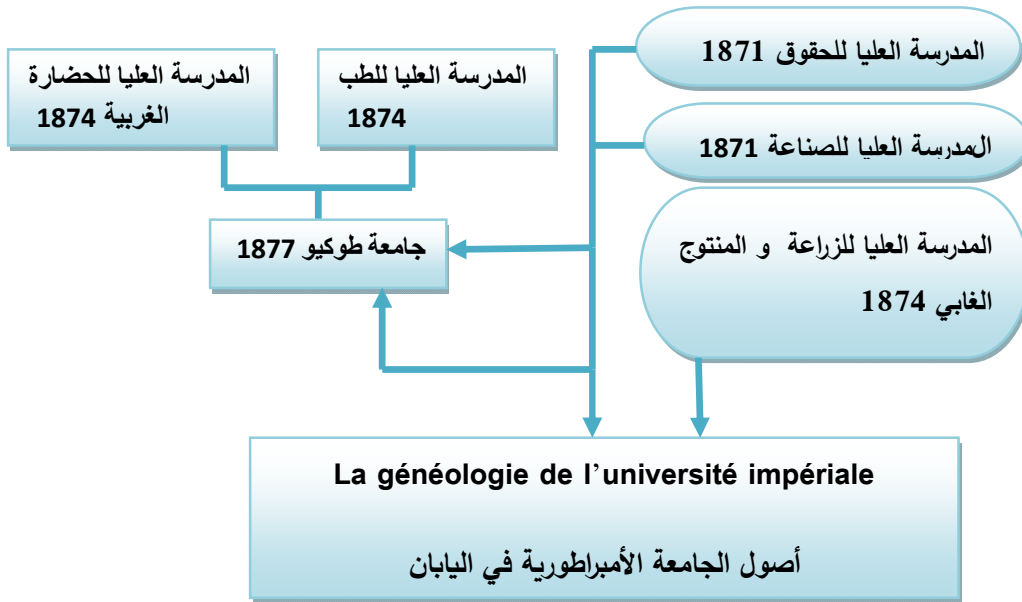 المدرسة العليا للحقوق 1871
المدرسة العليا للصناعة 1871
المدرسة العليا للزراعة و المنتوج
الغابي 1874
المدرسة العليا للطب
1874
المدرسة العليا للحضارة
الغربية 1874
جامعة طوكيو 1877
La généologie de l’université impériale
أصول الجامعة الأمبراطورية في اليابان